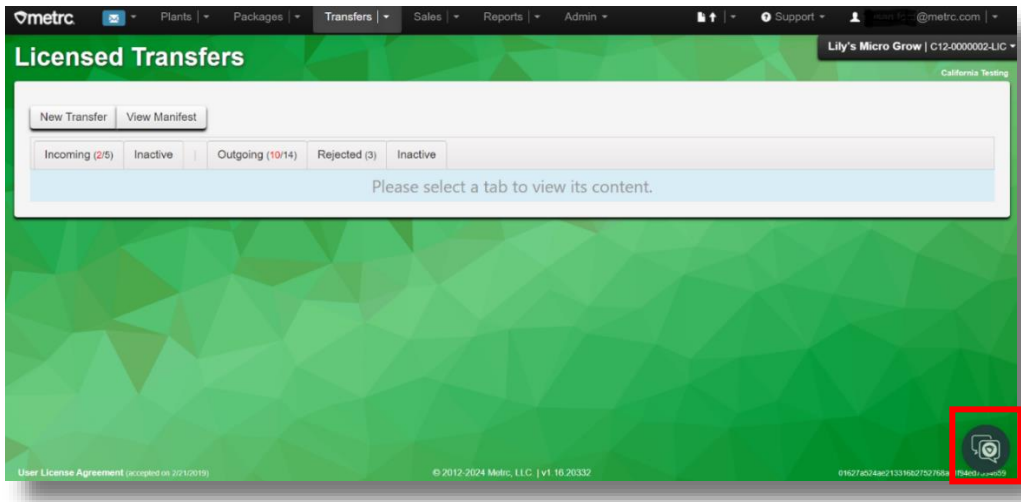 metrc Plants Packages Transfers Sales Reports Admin Support @metrc.com
Licensed Transfers
Lily's Micro Grow | C12-0000002-LIC
California Testing
New Transfer View Manifest
Incoming (2/5) Inactive Outgoing (10/14) Rejected (3) Inactive
Please select a tab to view its content.
User License Agreement (accepted on 2/21/2019) © 2012-2024 Metrc, LLC. | v1.16.20332